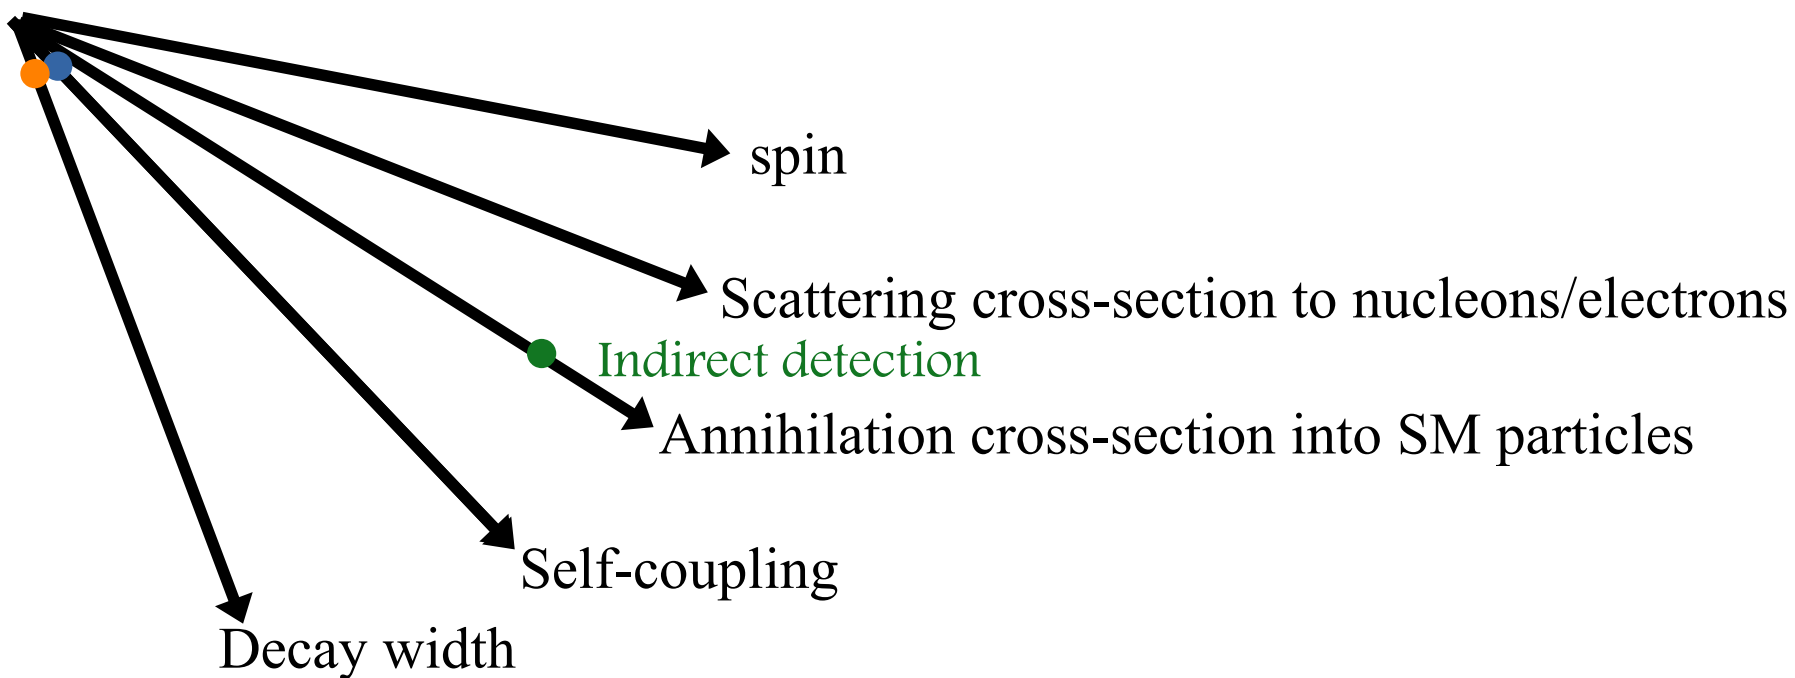 spin
Scattering cross-section to nucleons/electrons
Indirect detection
Annihilation cross-section into SM particles
Self-coupling
Decay width